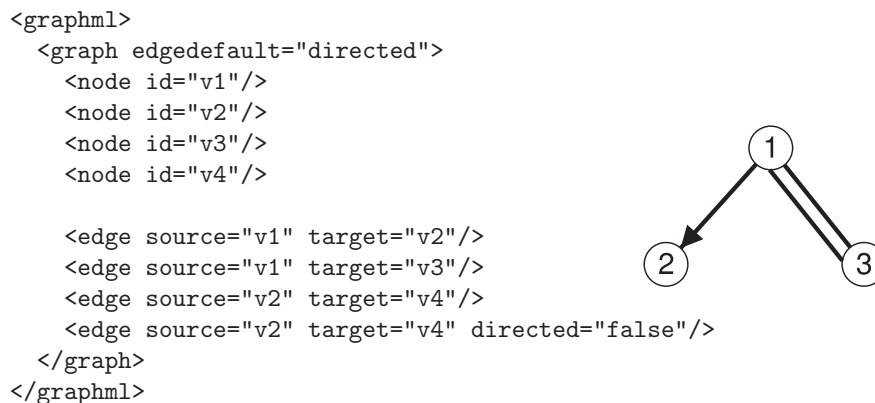 <graphml>
<graph edgedefault="directed">
<node id="v1"/>
<node id="v2"/>
<node id="v3"/>
<node id="v4"/>
<edge source="v1" target="v2"/>
<edge source="v1" target="v3"/>
<edge source="v2" target="v4"/>
<edge source="v2" target="v4" directed="false"/>
</graph>
</graphml>
1
2
3